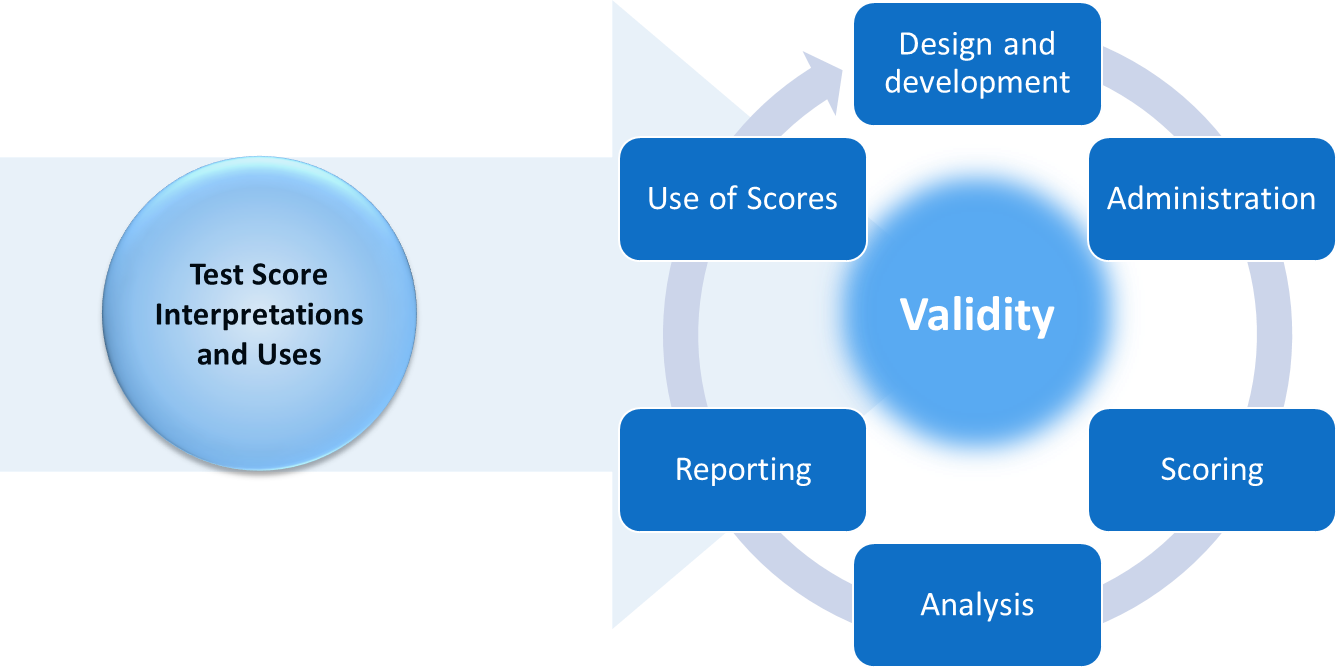 Test Score
Interpretations
and Uses
Design and
development
Administration
Scoring
Analysis
Reporting
Use of Scores
Validity